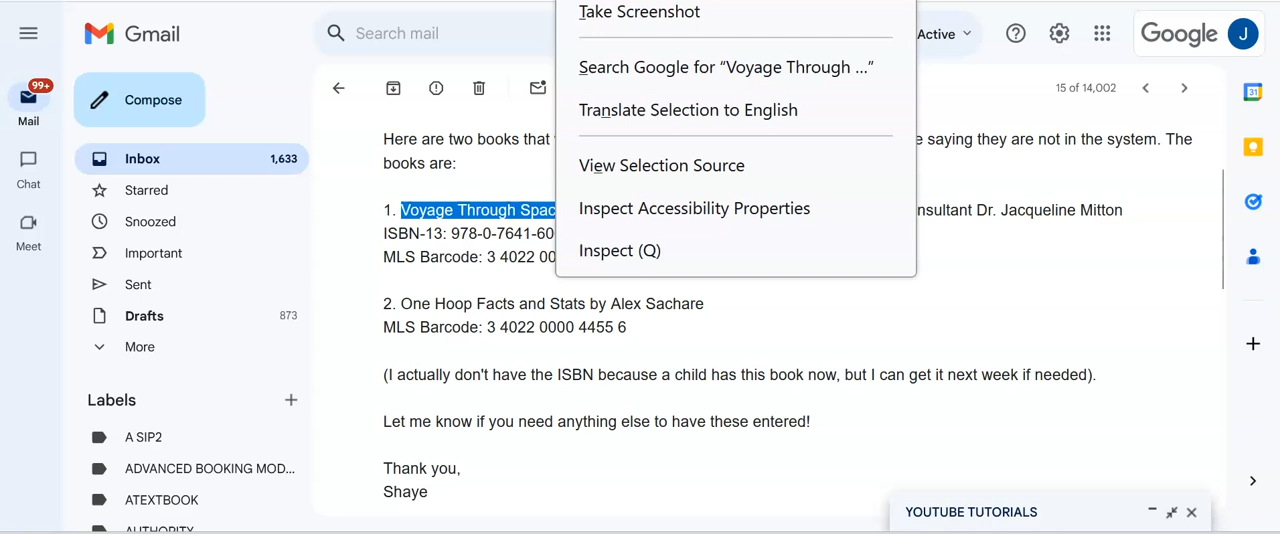 Take Screenshot
Gmail
Search mail
Active
Google
J
Search Google for “Voyage Through ...”
99+
Compose
15 of 14,002
31
Mail
Translate Selection to English
Here are two books that
e saying they are not in the system. The
books are:
Inbox 1,633
View Selection Source
Chat
Starred
1. Voyage Through Spac
Inspect Accessibility Properties
nsultant Dr. Jacqueline Mitton
Snoozed
ISBN-13: 978-0-7641-60
Meet
Important
MLS Barcode: 3 4022 00
Inspect (Q)
Sent
2. One Hoop Facts and Stats by Alex Sachare
Drafts 873
MLS Barcode: 3 4022 0000 4455 6
More
(I actually don't have the ISBN because a child has this book now, but I can get it next week if needed).
Labels
Let me know if you need anything else to have these entered!
A SIP2
ADVANCED BOOKING MOD...
Thank you,
ATEXTBOOK
Shaye
YOUTUBE TUTORIALS
AUTHORITY